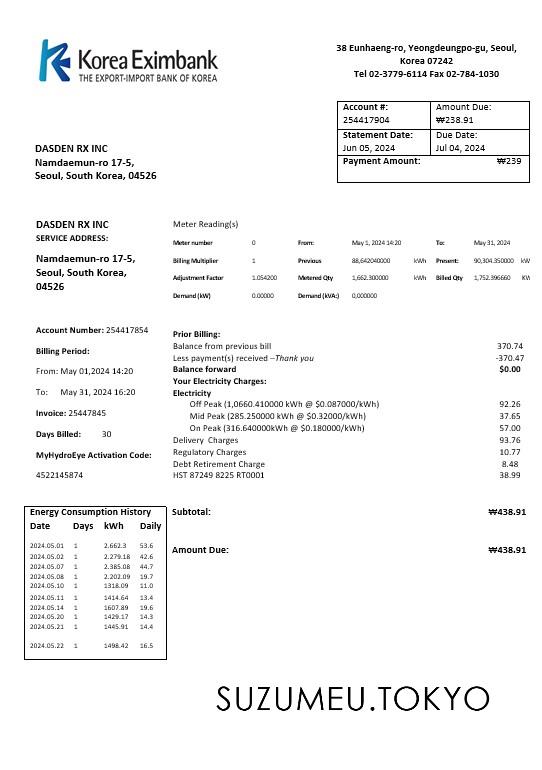 Korea Eximbank
THE EXPORT-IMPORT BANK OF KOREA
38 Eunhaeng-ro, Yeongdeungpo-gu, Seoul,
Korea 07242
Tel 02-3779-6114 Fax 02-784-1030
Account #: Amount Due:
254417904 ₩238.91
Statement Date: Due Date:
Jun 05, 2024 Jul 04, 2024
Payment Amount: ₩239
DASDEN RX INC
Namdaemun-ro 17-5,
Seoul, South Korea, 04526
DASDEN RX INC
SERVICE ADDRESS:
Namdaemun-ro 17-5,
Seoul, South Korea,
04526
Meter Reading(s)
Meter number 0 From: May 1, 2024 14:20 To: May 31, 2024
Billing Multiplier 1 Previous 88,642040000 kWh Present: 90,304.350000 kW
Adjustment Factor 1.054200 Metered Qty 1,662.300000 kWh Billed Qty 1,752.396660 kW
Demand (kW) 0.00000 Demand (kVA:) 0,000000
Account Number: 254417854
Billing Period:
From: May 01,2024 14:20
To: May 31, 2024 16:20
Invoice: 25447845
Days Billed: 30
MyHydroEye Activation Code:
4522145874
Prior Billing:
Balance from previous bill 370.74
Less payment(s) received –Thank you -370.47
Balance forward $0.00
Your Electricity Charges:
Electricity
Off Peak (1,0660.410000 kWh @ $0.087000/kWh) 92.26
Mid Peak (285.250000 kWh @ $0.32000/kWh) 37.65
On Peak (316.640000kWh @ $0.180000/kWh) 57.00
Delivery Charges 93.76
Regulatory Charges 10.77
Debt Retirement Charge 8.48
HST 87249 8225 RT0001 38.99
Energy Consumption History
Date Days kWh Daily
2024.05.01 1 2.662.3 53.6
2024.05.02 1 2.279.18 42.6
2024.05.07 1 2.385.08 44.7
2024.05.08 1 2.202.09 19.7
2024.05.10 1 1318.09 11.0
2024.05.11 1 1414.64 13.4
2024.05.14 1 1607.89 19.6
2024.05.20 1 1429.17 14.3
2024.05.21 1 1445.91 14.4
2024.05.22 1 1498.42 16.5
Subtotal: ₩438.91
Amount Due: ₩438.91
SUZUMEU.TOKYO